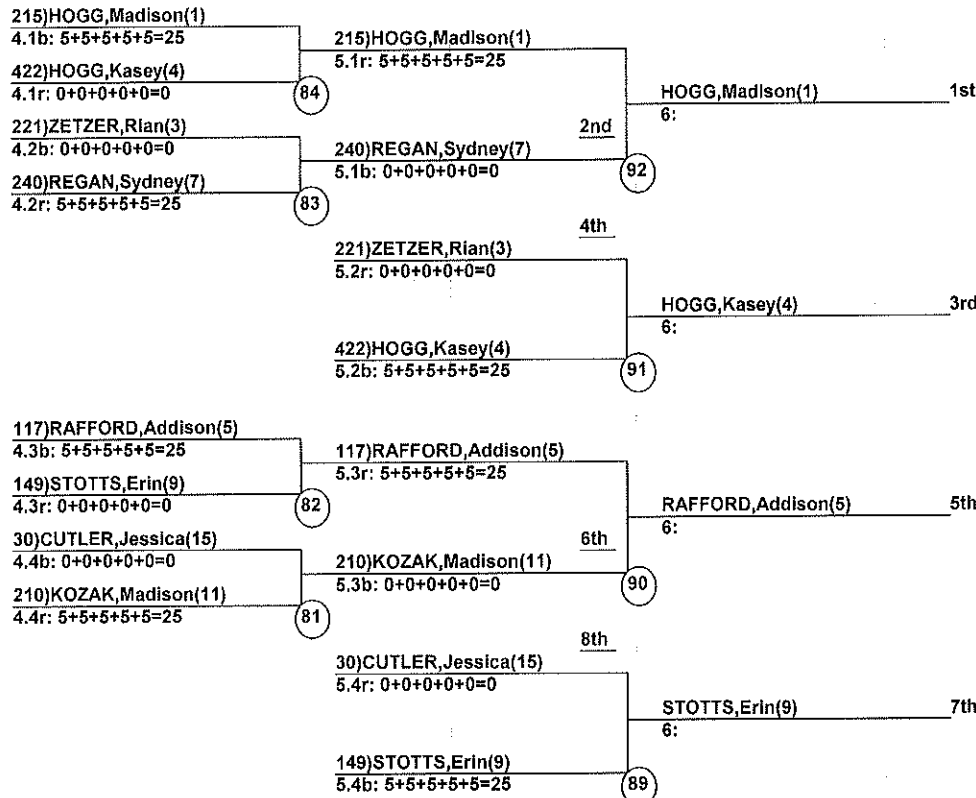 215)HOGG,Madison(1)
4.1b: 5+5+5+5+5=25
422)HOGG,Kasey(4)
4.1r: 0+0+0+0+0=0
84
221)ZETZER,Rian(3)
4.2b: 0+0+0+0+0=0
240)REGAN,Sydney(7)
4.2r: 5+5+5+5+5=25
83
215)HOGG,Madison(1)
5.1r: 5+5+5+5+5=25
2nd
240)REGAN,Sydney(7)
5.1b: 0+0+0+0+0=0
92
HOGG,Madison(1)
6:
1st
4th
221)ZETZER,Rian(3)
5.2r: 0+0+0+0+0=0
422)HOGG,Kasey(4)
5.2b: 5+5+5+5+5=25
91
HOGG,Kasey(4)
6:
3rd
117)RAFFORD,Addison(5)
4.3b: 5+5+5+5+5=25
149)STOTTS,Erin(9)
4.3r: 0+0+0+0+0=0
82
30)CUTLER,Jessica(15)
4.4b: 0+0+0+0+0=0
210)KOZAK,Madison(11)
4.4r: 5+5+5+5+5=25
81
117)RAFFORD,Addison(5)
5.3r: 5+5+5+5+5=25
6th
210)KOZAK,Madison(11)
5.3b: 0+0+0+0+0=0
90
RAFFORD,Addison(5)
6:
5th
8th
30)CUTLER,Jessica(15)
5.4r: 0+0+0+0+0=0
149)STOTTS,Erin(9)
5.4b: 5+5+5+5+5=25
89
STOTTS,Erin(9)
6:
7th